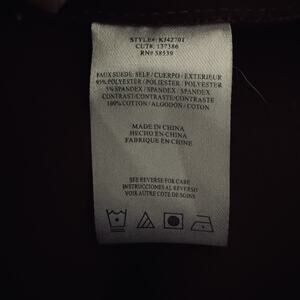 STYLE#: KJ42701
CUT#: 137386
RN# 58539
FAUX SUEDE: SELF / CUERPO / EXTERIEUR
95% POLYESTER / POLIESTER / POLYESTER
5% SPANDEX / SPANDEX / SPANDEX
CONTRAST/CONTRASTE/CONTRASTE
100% COTTON / ALGODON / COTON
MADE IN CHINA
HECHO EN CHINA
FABRIQUE EN CHINE
SEE REVERSE FOR CARE
INSTRUCCIONES AL REVERSO
VOIR AUTRE COTE DE SOINS